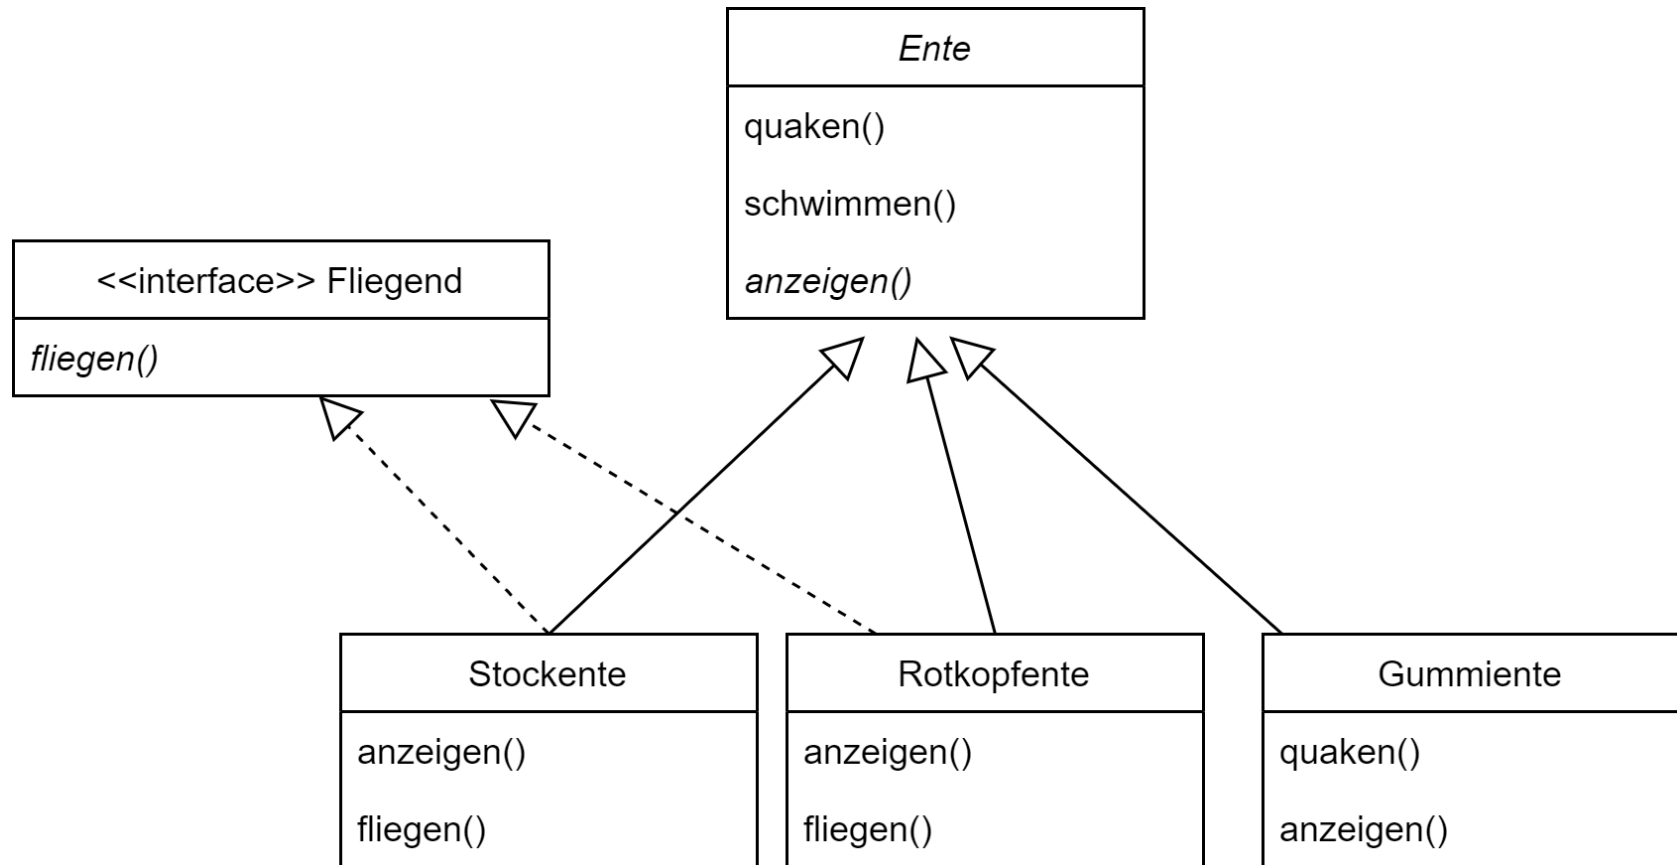 Ente
quaken()
schwimmen()
anzeigen()
<<interface>> Fliegend
fliegen()
Stockente
anzeigen()
fliegen()
Rotkopfente
anzeigen()
fliegen()
Gummiente
quaken()
anzeigen()